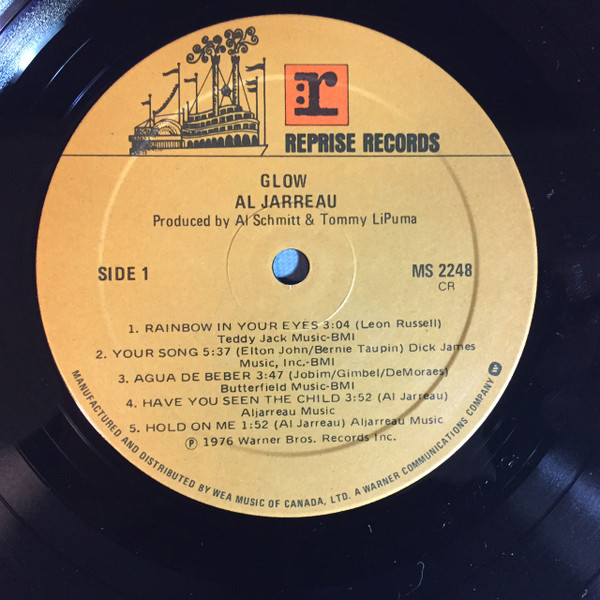 r
REPRISE RECORDS
GLOW
AL JARREAU
Produced by Al Schmitt & Tommy LiPuma
SIDE 1
MS 2248
CR
1. RAINBOW IN YOUR EYES 3:04 (Leon Russell)
Teddy Jack Music-BMI
2. YOUR SONG 5:37 (Elton John/Bernie Taupin) Dick James
Music, Inc.-BMI
3. AGUA DE BEBER 3:47 (Jobim/Gimbel/DeMoraes)
Butterfield Music-BMI
4. HAVE YOU SEEN THE CHILD 3:52 (Al Jarreau)
Aljarreau Music
5. HOLD ON ME 1:52 (Al Jarreau) Aljarreau Music
℗ 1976 Warner Bros. Records Inc.
MANUFACTURED AND DISTRIBUTED BY WEA MUSIC OF CANADA, LTD. A WARNER COMMUNICATIONS COMPANY